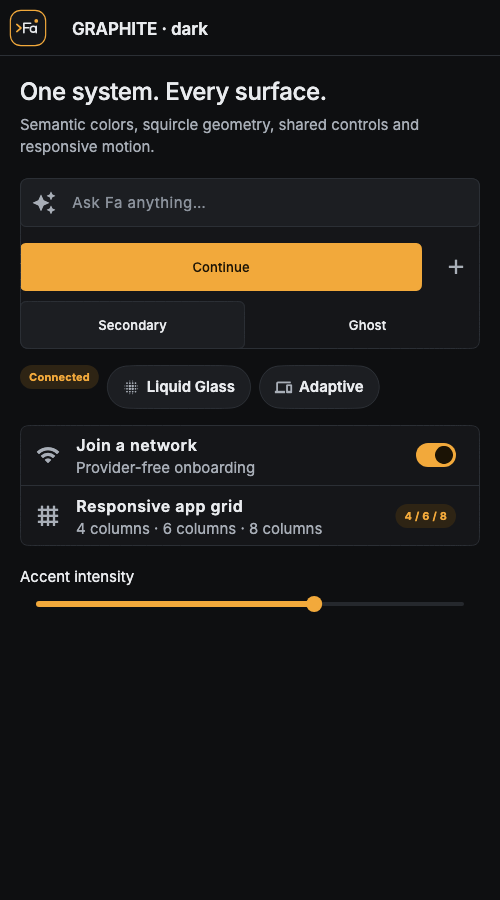 >Fa
GRAPHITE · dark
One system. Every surface.
Semantic colors, squircle geometry, shared controls and
responsive motion.
Ask Fa anything...
Continue
Secondary
Ghost
Connected
Liquid Glass
Adaptive
Join a network
Provider-free onboarding
Responsive app grid
4 columns · 6 columns · 8 columns
4 / 6 / 8
Accent intensity